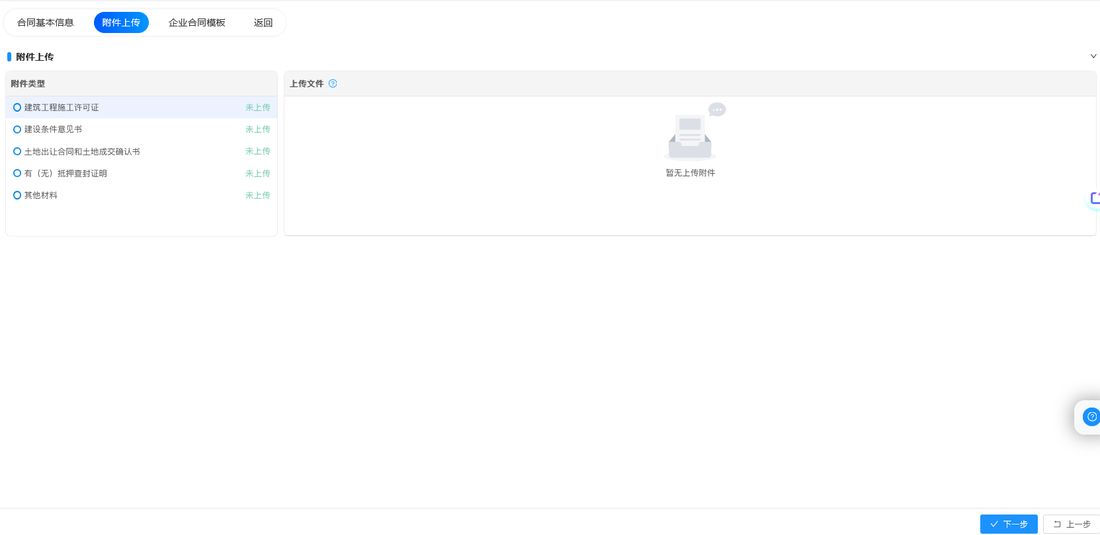 合同基本信息 附件上传 企业合同模板 返回
附件上传
附件类型
建筑工程施工许可证 未上传
建设条件意见书 未上传
土地出让合同和土地成交确认书 未上传
有（无）抵押查封证明 未上传
其他材料 未上传
上传文件
暂无上传附件
下一步 上一步